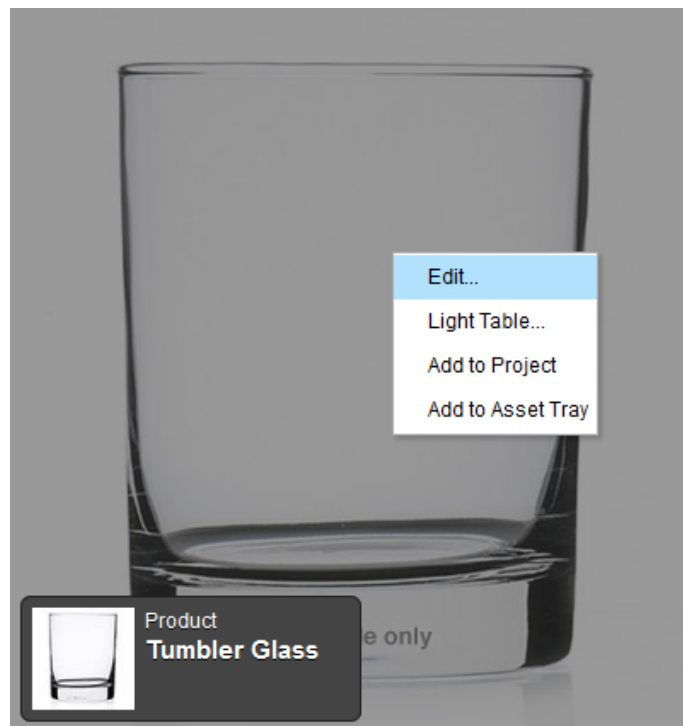 Edit...
Light Table...
Add to Project
Add to Asset Tray
Product
Tumbler Glass
only